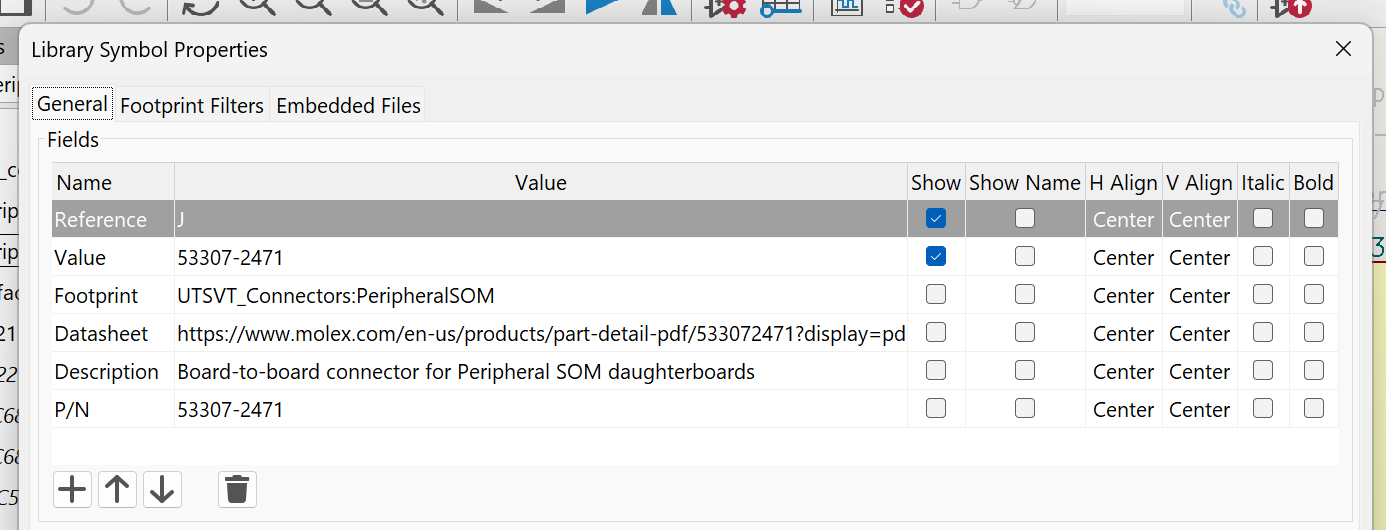 Library Symbol Properties
General Footprint Filters Embedded Files
Fields
Name Value Show Show Name H Align V Align Italic Bold
Reference J Center Center
Value 53307-2471 Center Center
Footprint UTSVT_Connectors:PeripheralSOM Center Center
Datasheet https://www.molex.com/en-us/products/part-detail-pdf/533072471?display=pd Center Center
Description Board-to-board connector for Peripheral SOM daughterboards Center Center
P/N 53307-2471 Center Center